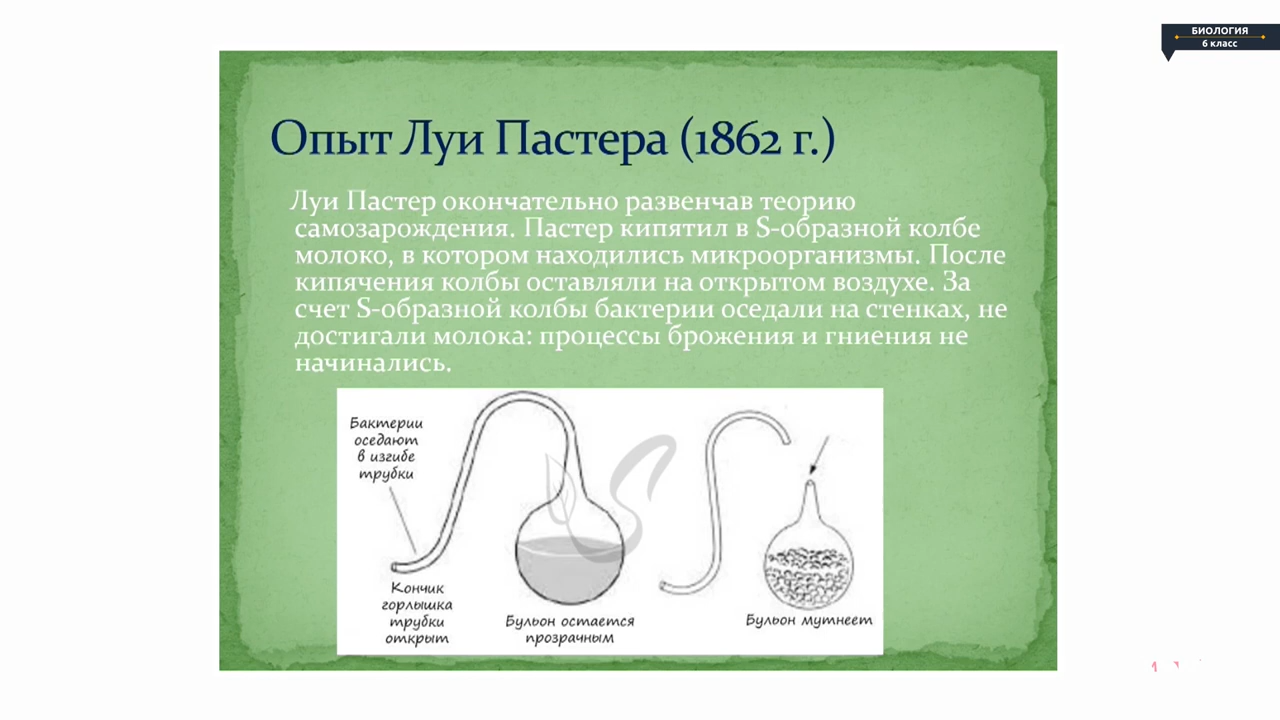 БИОЛОГИЯ
6 класс
Опыт Луи Пастера (1862 г.)
Луи Пастер окончательно развенчав теорию
самозарождения. Пастер кипятил в S-образной колбе
молоко, в котором находились микроорганизмы. После
кипячения колбы оставляли на открытом воздухе. За
счет S-образной колбы бактерии оседали на стенках, не
достигали молока: процессы брожения и гниения не
начинались.
Бактерии
оседают
в изгибе
трубки
Кончик
горлышка
трубки
открыт
Бульон остается
прозрачным
Бульон мутнеет